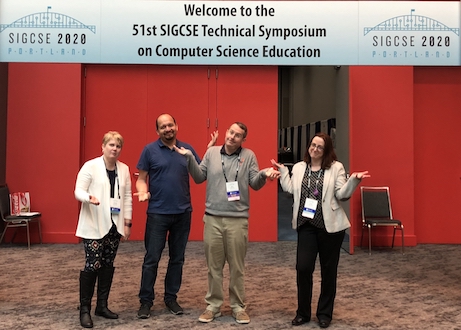 SIGCSE 2020
PORTLAND
Welcome to the
51st SIGCSE Technical Symposium
on Computer Science Education
SIGCSE 2020
PORTLAND